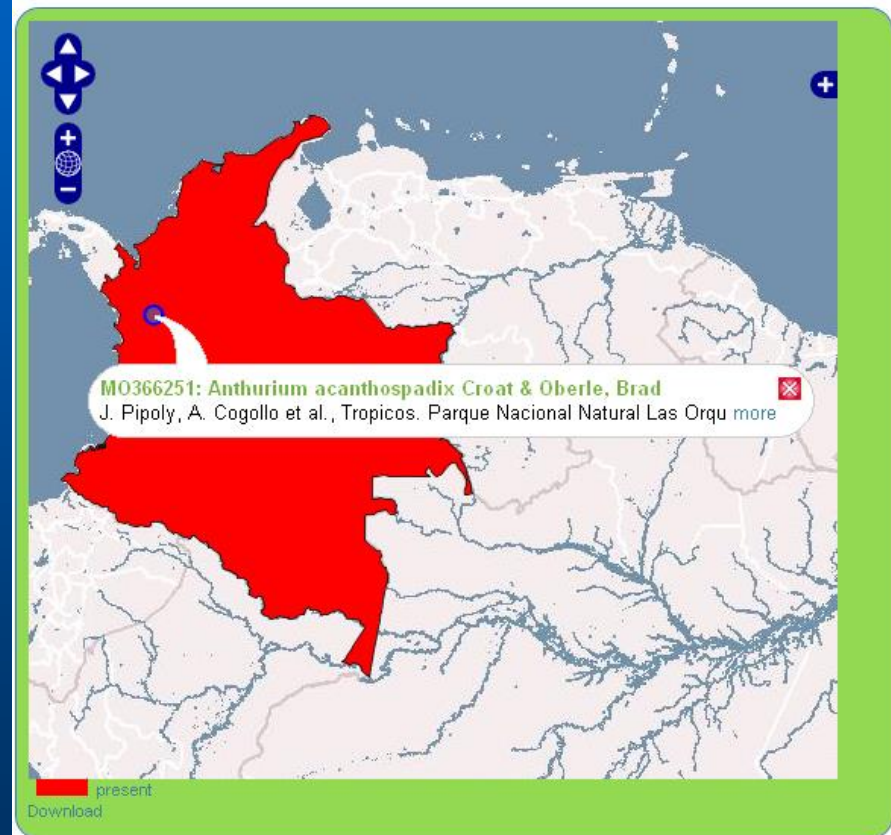 MO366251: Anthurium acanthospadix Croat & Oberle, Brad
J. Pipoly, A. Cogollo et al., Tropicos. Parque Nacional Natural Las Orqu more
present
Download